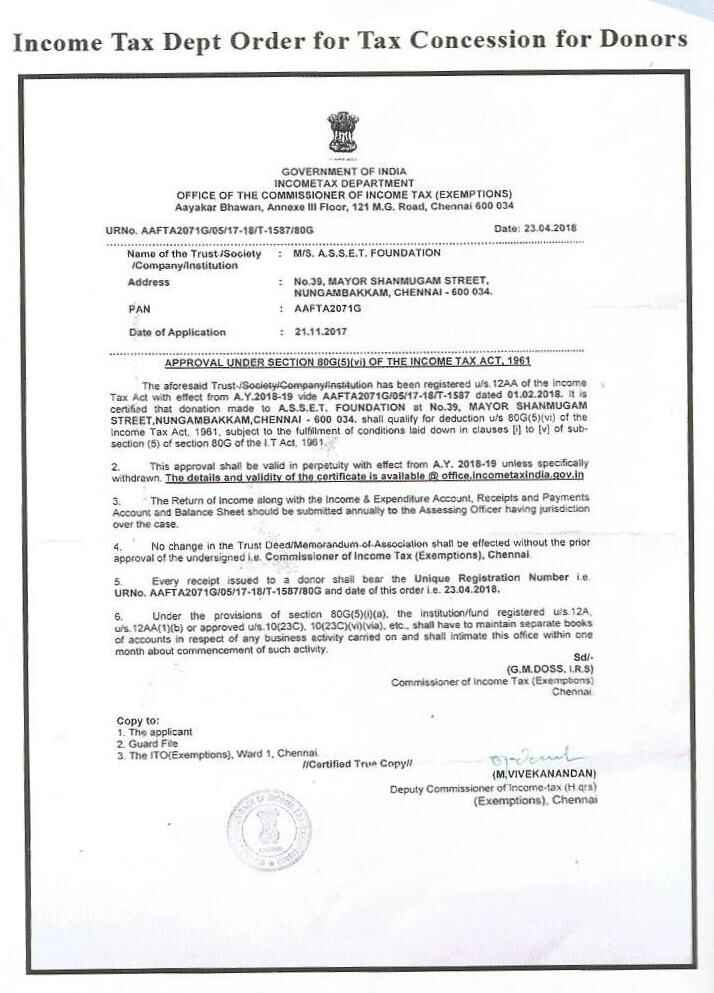 Income Tax Dept Order for Tax Concession for Donors
GOVERNMENT OF INDIA
INCOMETAX DEPARTMENT
OFFICE OF THE COMMISSIONER OF INCOME TAX (EXEMPTIONS)
Aayakar Bhawan, Annexe III Floor, 121 M.G. Road, Chennai 600 034
URNo. AAFTA2071G/05/17-18/T-1587/80G Date: 23.04.2018
Name of the Trust /Society : M/S. A.S.S.E.T. FOUNDATION
/Company/Institution
Address : No.39, MAYOR SHANMUGAM STREET,
NUNGAMBAKKAM, CHENNAI - 600 034.
PAN : AAFTA2071G
Date of Application : 21.11.2017
APPROVAL UNDER SECTION 80G(5)(vi) OF THE INCOME TAX ACT, 1961
The aforesaid Trust /Society/Company/Institution has been registered u/s.12AA of the Income
Tax Act with effect from A.Y.2018-19 vide AAFTA2071G/05/17-18/T-1587 dated 01.02.2018. It is
certified that donation made to A.S.S.E.T. FOUNDATION at No.39, MAYOR SHANMUGAM
STREET,NUNGAMBAKKAM,CHENNAI - 600 034. shall qualify for deduction u/s 80G(5)(vi) of the
Income Tax Act, 1961, subject to the fulfillment of conditions laid down in clauses [i] to [v] of sub-
section (5) of section 80G of the I.T Act, 1961.
2. This approval shall be valid in perpetuity with effect from A.Y. 2018-19 unless specifically
withdrawn. The details and validity of the certificate is available @ office.incometaxindia.gov.in
3. The Return of Income along with the Income & Expenditure Account, Receipts and Payments
Account and Balance Sheet should be submitted annually to the Assessing Officer having jurisdiction
over the case.
4. No change in the Trust Deed/Memorandum of Association shall be effected without the prior
approval of the undersigned i.e. Commissioner of Income Tax (Exemptions), Chennai
5. Every receipt issued to a donor shall bear the Unique Registration Number i.e.
URNo. AAFTA2071G/05/17-18/T-1587/80G and date of this order i.e. 23.04.2018.
6. Under the provisions of section 80G(5)(i)(a), the institution/fund registered u/s.12A,
u/s.12AA(1)(b) or approved u/s.10(23C), 10(23C)(vi)(via), etc., shall have to maintain separate books
of accounts in respect of any business activity carried on and shall intimate this office within one
month about commencement of such activity.
Sd/-
(G.M.DOSS, I.R.S)
Commissioner of Income Tax (Exemptions)
Chennai.
Copy to:
1. The applicant
2. Guard File
3. The ITO(Exemptions), Ward 1, Chennai.
//Certified True Copy//
(M.VIVEKANANDAN)
Deputy Commissioner of Income-tax (H.qrs)
(Exemptions), Chennai